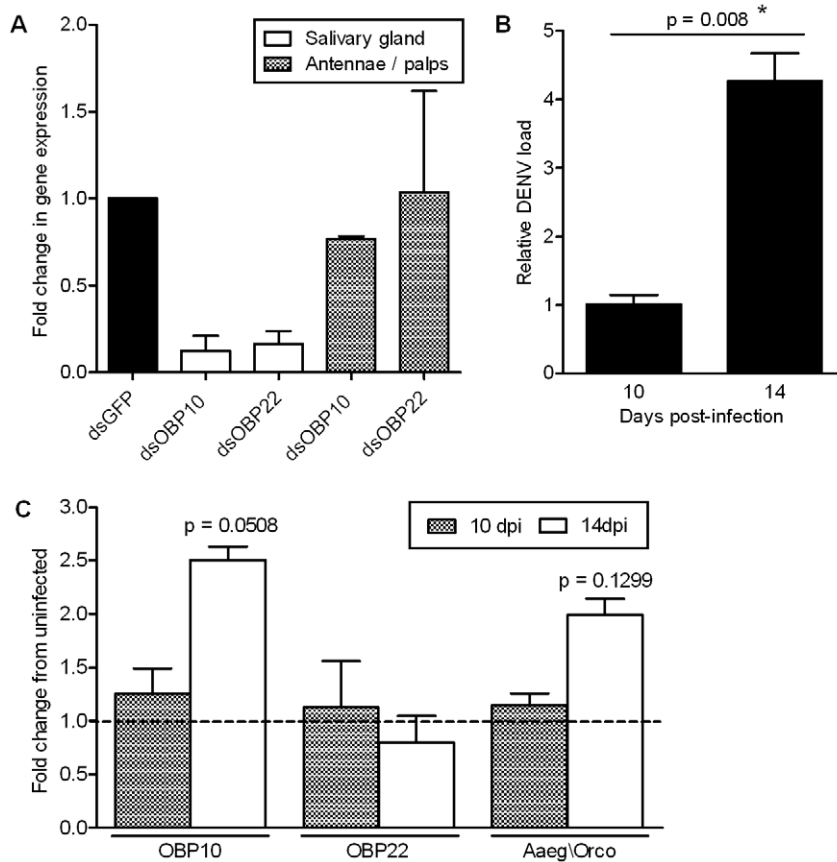 A
Fold change in gene expression
2.0
1.5
1.0
0.5
0.0
Salivary gland
Antennae / palps
dsGFP
dsOBP10
dsOBP22
dsOBP10
dsOBP22
B
p = 0.008 *
Relative DENV load
5
4
2
1
0
10
14
Days post-infection
C
Fold change from uninfected
3.0
2.5
2.0
1.5
1.0
0.5
0.0
10 dpi
14dpi
p = 0.0508
p = 0.1299
OBP10
OBP22
Aaeg\Orco